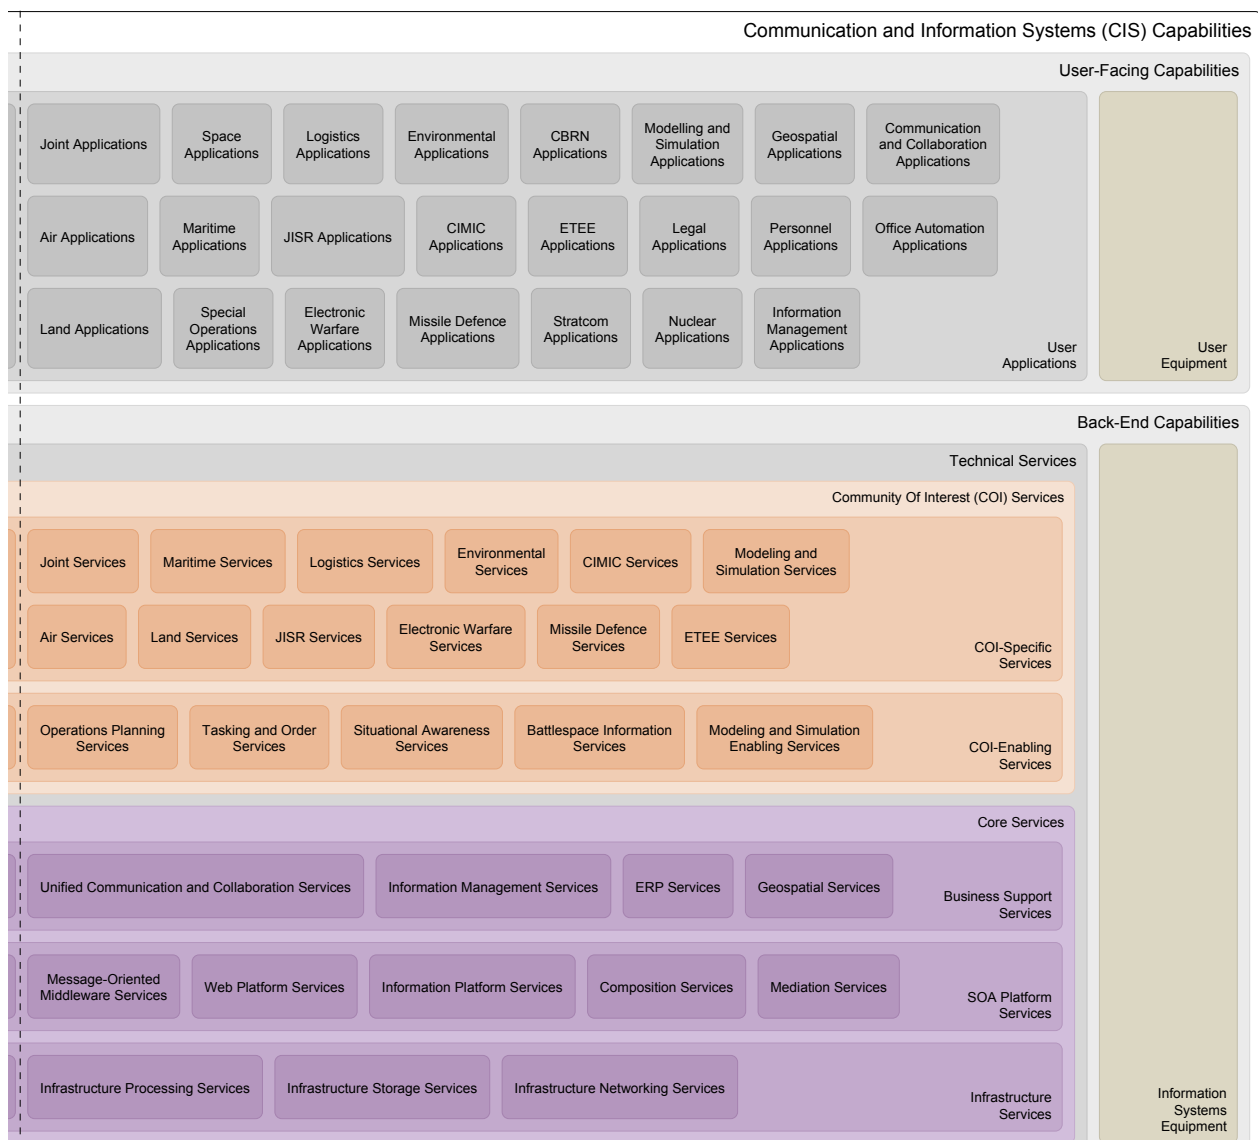 Communication and Information Systems (CIS) Capabilities
User-Facing Capabilities
Joint Applications
Space
Applications
Logistics
Applications
Environmental
Applications
CBRN
Applications
Modelling and
Simulation
Applications
Geospatial
Applications
Communication
and Collaboration
Applications
Air Applications
Maritime
Applications
JISR Applications
CIMIC
Applications
ETEE
Applications
Legal
Applications
Personnel
Applications
Office Automation
Applications
Land Applications
Special
Operations
Applications
Electronic
Warfare
Applications
Missile Defence
Applications
Stratcom
Applications
Nuclear
Applications
Information
Management
Applications
User
Applications
User
Equipment
Back-End Capabilities
Technical Services
Community Of Interest (COI) Services
Joint Services
Maritime Services
Logistics Services
Environmental
Services
CIMIC Services
Modeling and
Simulation Services
Air Services
Land Services
JISR Services
Electronic Warfare
Services
Missile Defence
Services
ETEE Services
COI-Specific
Services
Operations Planning
Services
Tasking and Order
Services
Situational Awareness
Services
Battlespace Information
Services
Modeling and Simulation
Enabling Services
COI-Enabling
Services
Core Services
Unified Communication and Collaboration Services
Information Management Services
ERP Services
Geospatial Services
Business Support
Services
Message-Oriented
Middleware Services
Web Platform Services
Information Platform Services
Composition Services
Mediation Services
SOA Platform
Services
Infrastructure Processing Services
Infrastructure Storage Services
Infrastructure Networking Services
Infrastructure
Services
Information
Systems
Equipment